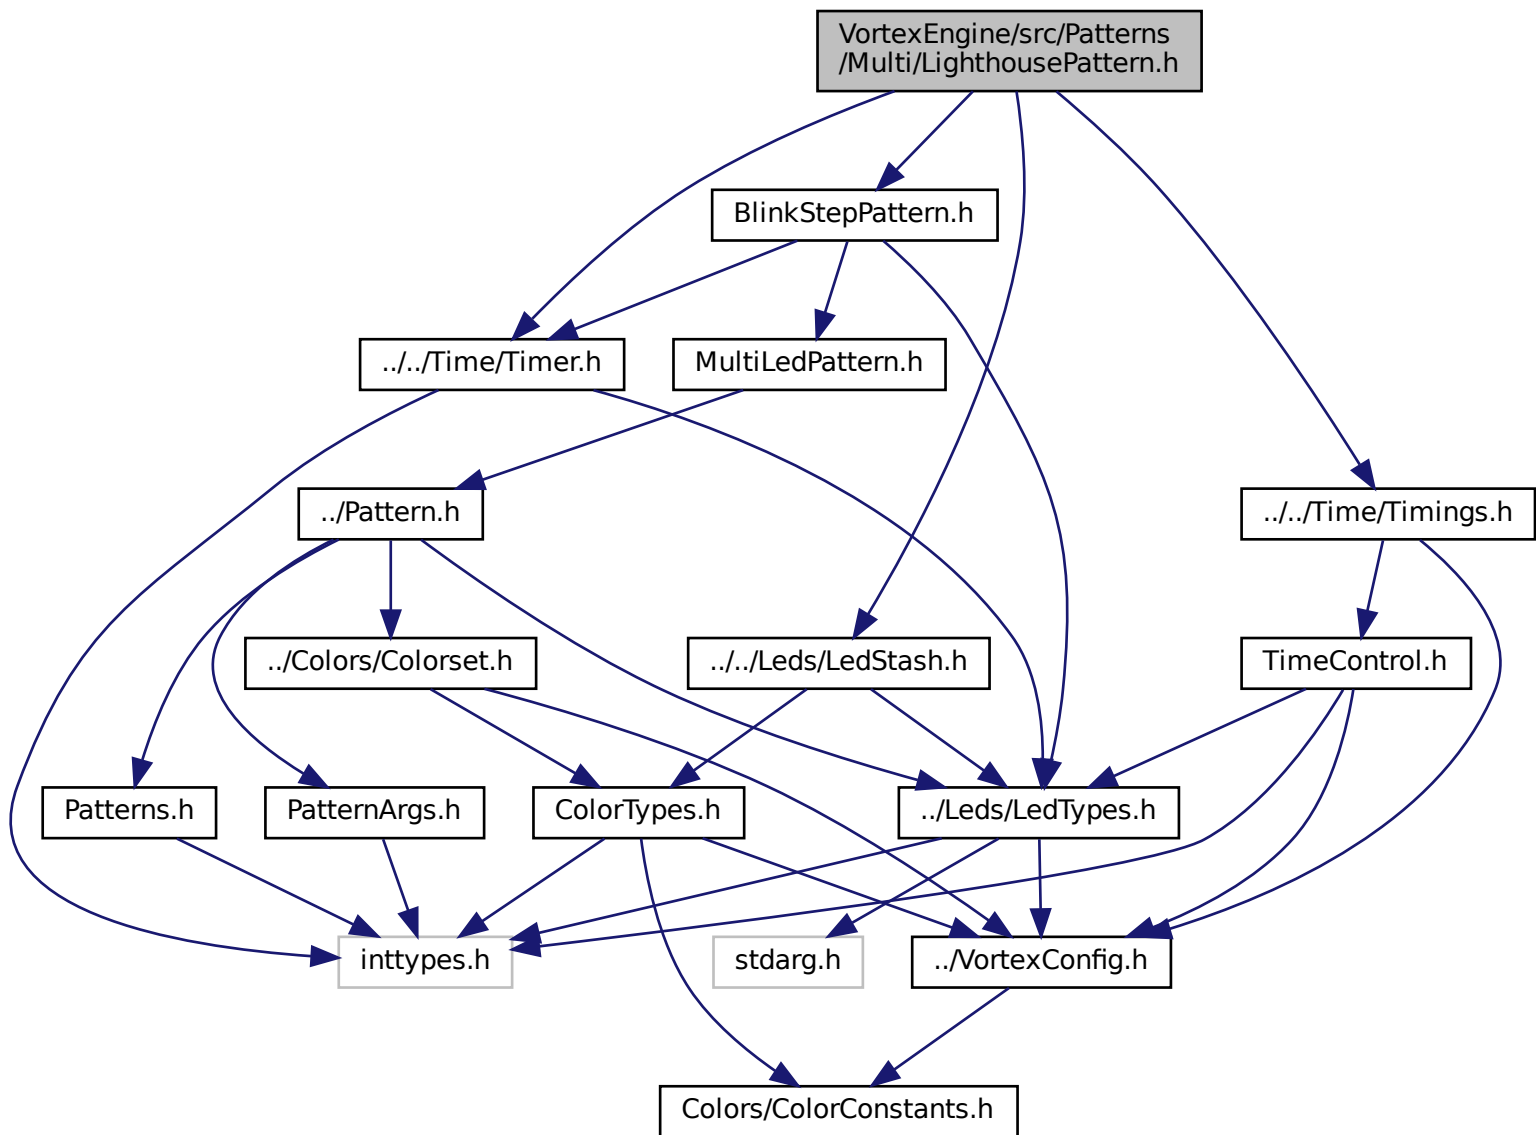 VortexEngine/src/Patterns
/Multi/LighthousePattern.h
BlinkStepPattern.h
../../Time/Timer.h
MultiLedPattern.h
../Pattern.h
../../Time/Timings.h
../Colors/Colorset.h
../../Leds/LedStash.h
TimeControl.h
Patterns.h
PatternArgs.h
ColorTypes.h
../Leds/LedTypes.h
inttypes.h
stdarg.h
../VortexConfig.h
Colors/ColorConstants.h